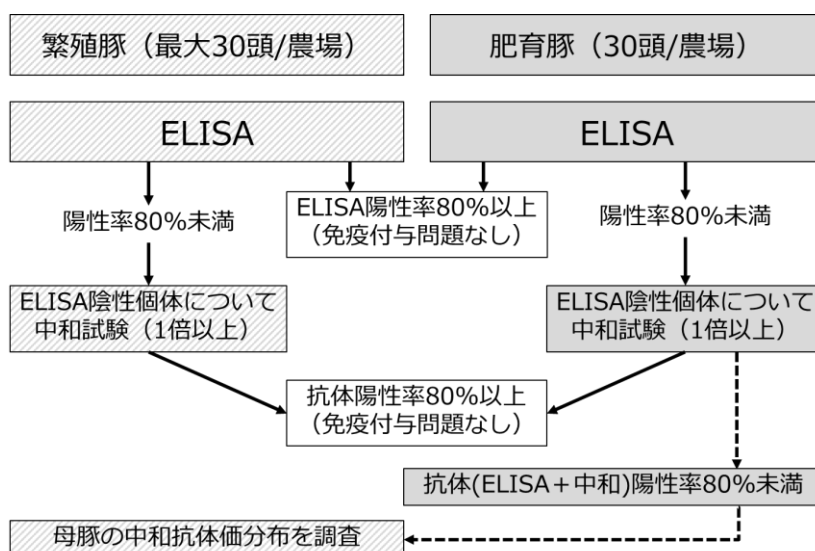 繁殖豚（最大30頭/農場）
肥育豚（30頭/農場）
ELISA
ELISA
陽性率80%未満
ELISA陽性率80%以上
（免疫付与問題なし）
陽性率80%未満
ELISA陰性個体について
中和試験（1倍以上）
ELISA陰性個体について
中和試験（1倍以上）
抗体陽性率80%以上
（免疫付与問題なし）
抗体(ELISA＋中和)陽性率80%未満
母豚の中和抗体価分布を調査